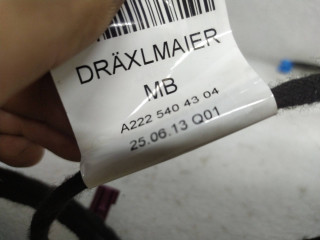 DRÄXLMAIER
MB
A222 540 43 04
25.06.13 Q01